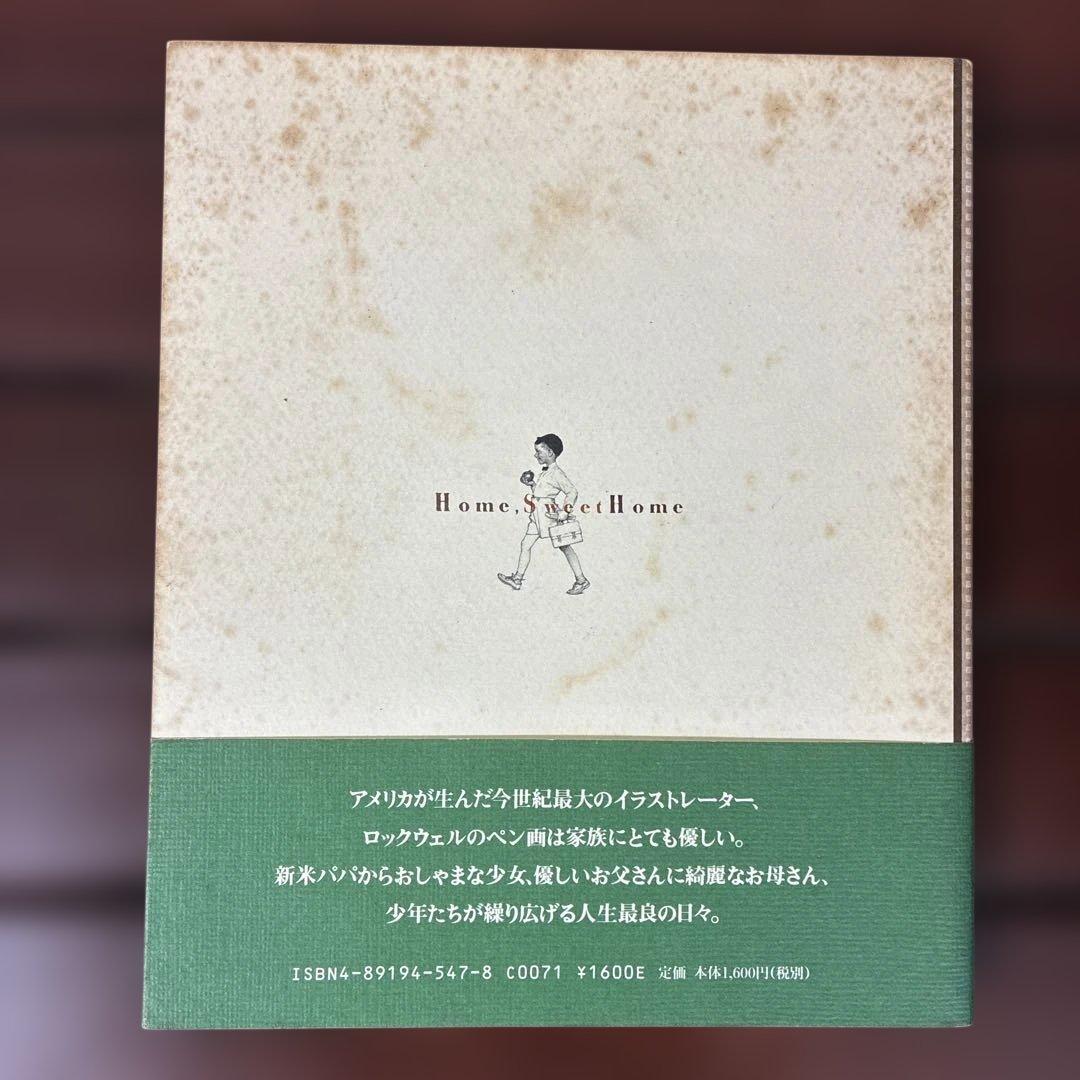 Home, Sweet Home
アメリカが生んだ今世紀最大のイラストレーター、
ロックウェルのペン画は家族にとても優しい。
新米パパからおしゃまな少女、優しいお父さんに綺麗なお母さん、
少年たちが繰り広げる人生最良の日々。
ISBN4-89194-547-8 C0071 ¥1600E 定価 本体1,600円(税別)